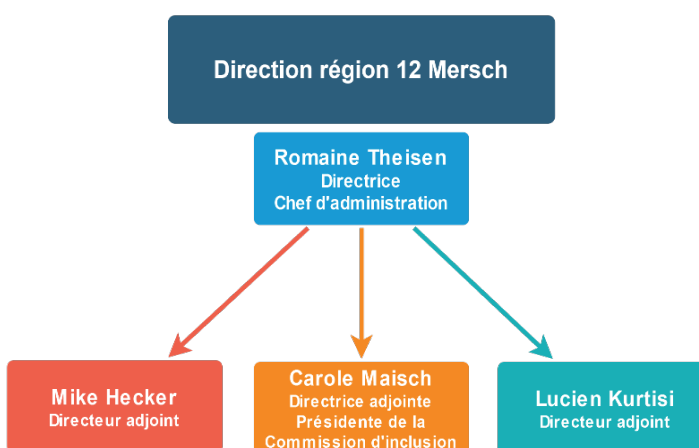 Direction région 12 Mersch
Romaine Theisen
Directrice
Chef d'administration
Mike Hecker
Directeur adjoint
Carole Maisch
Directrice adjointe
Présidente de la
Commission d'inclusion
Lucien Kurtisi
Directeur adjoint